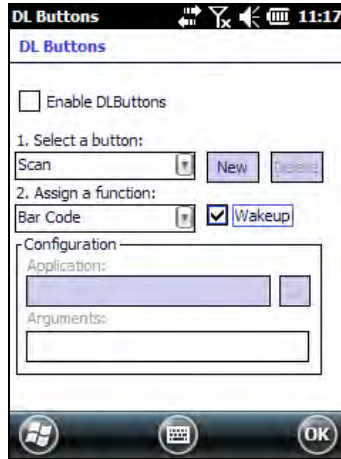 DL Buttons 11:17
DL Buttons
Enable DLButtons
1. Select a button:
Scan New Delete
2. Assign a function:
Bar Code Wakeup
Configuration
Application:
Arguments:
OK